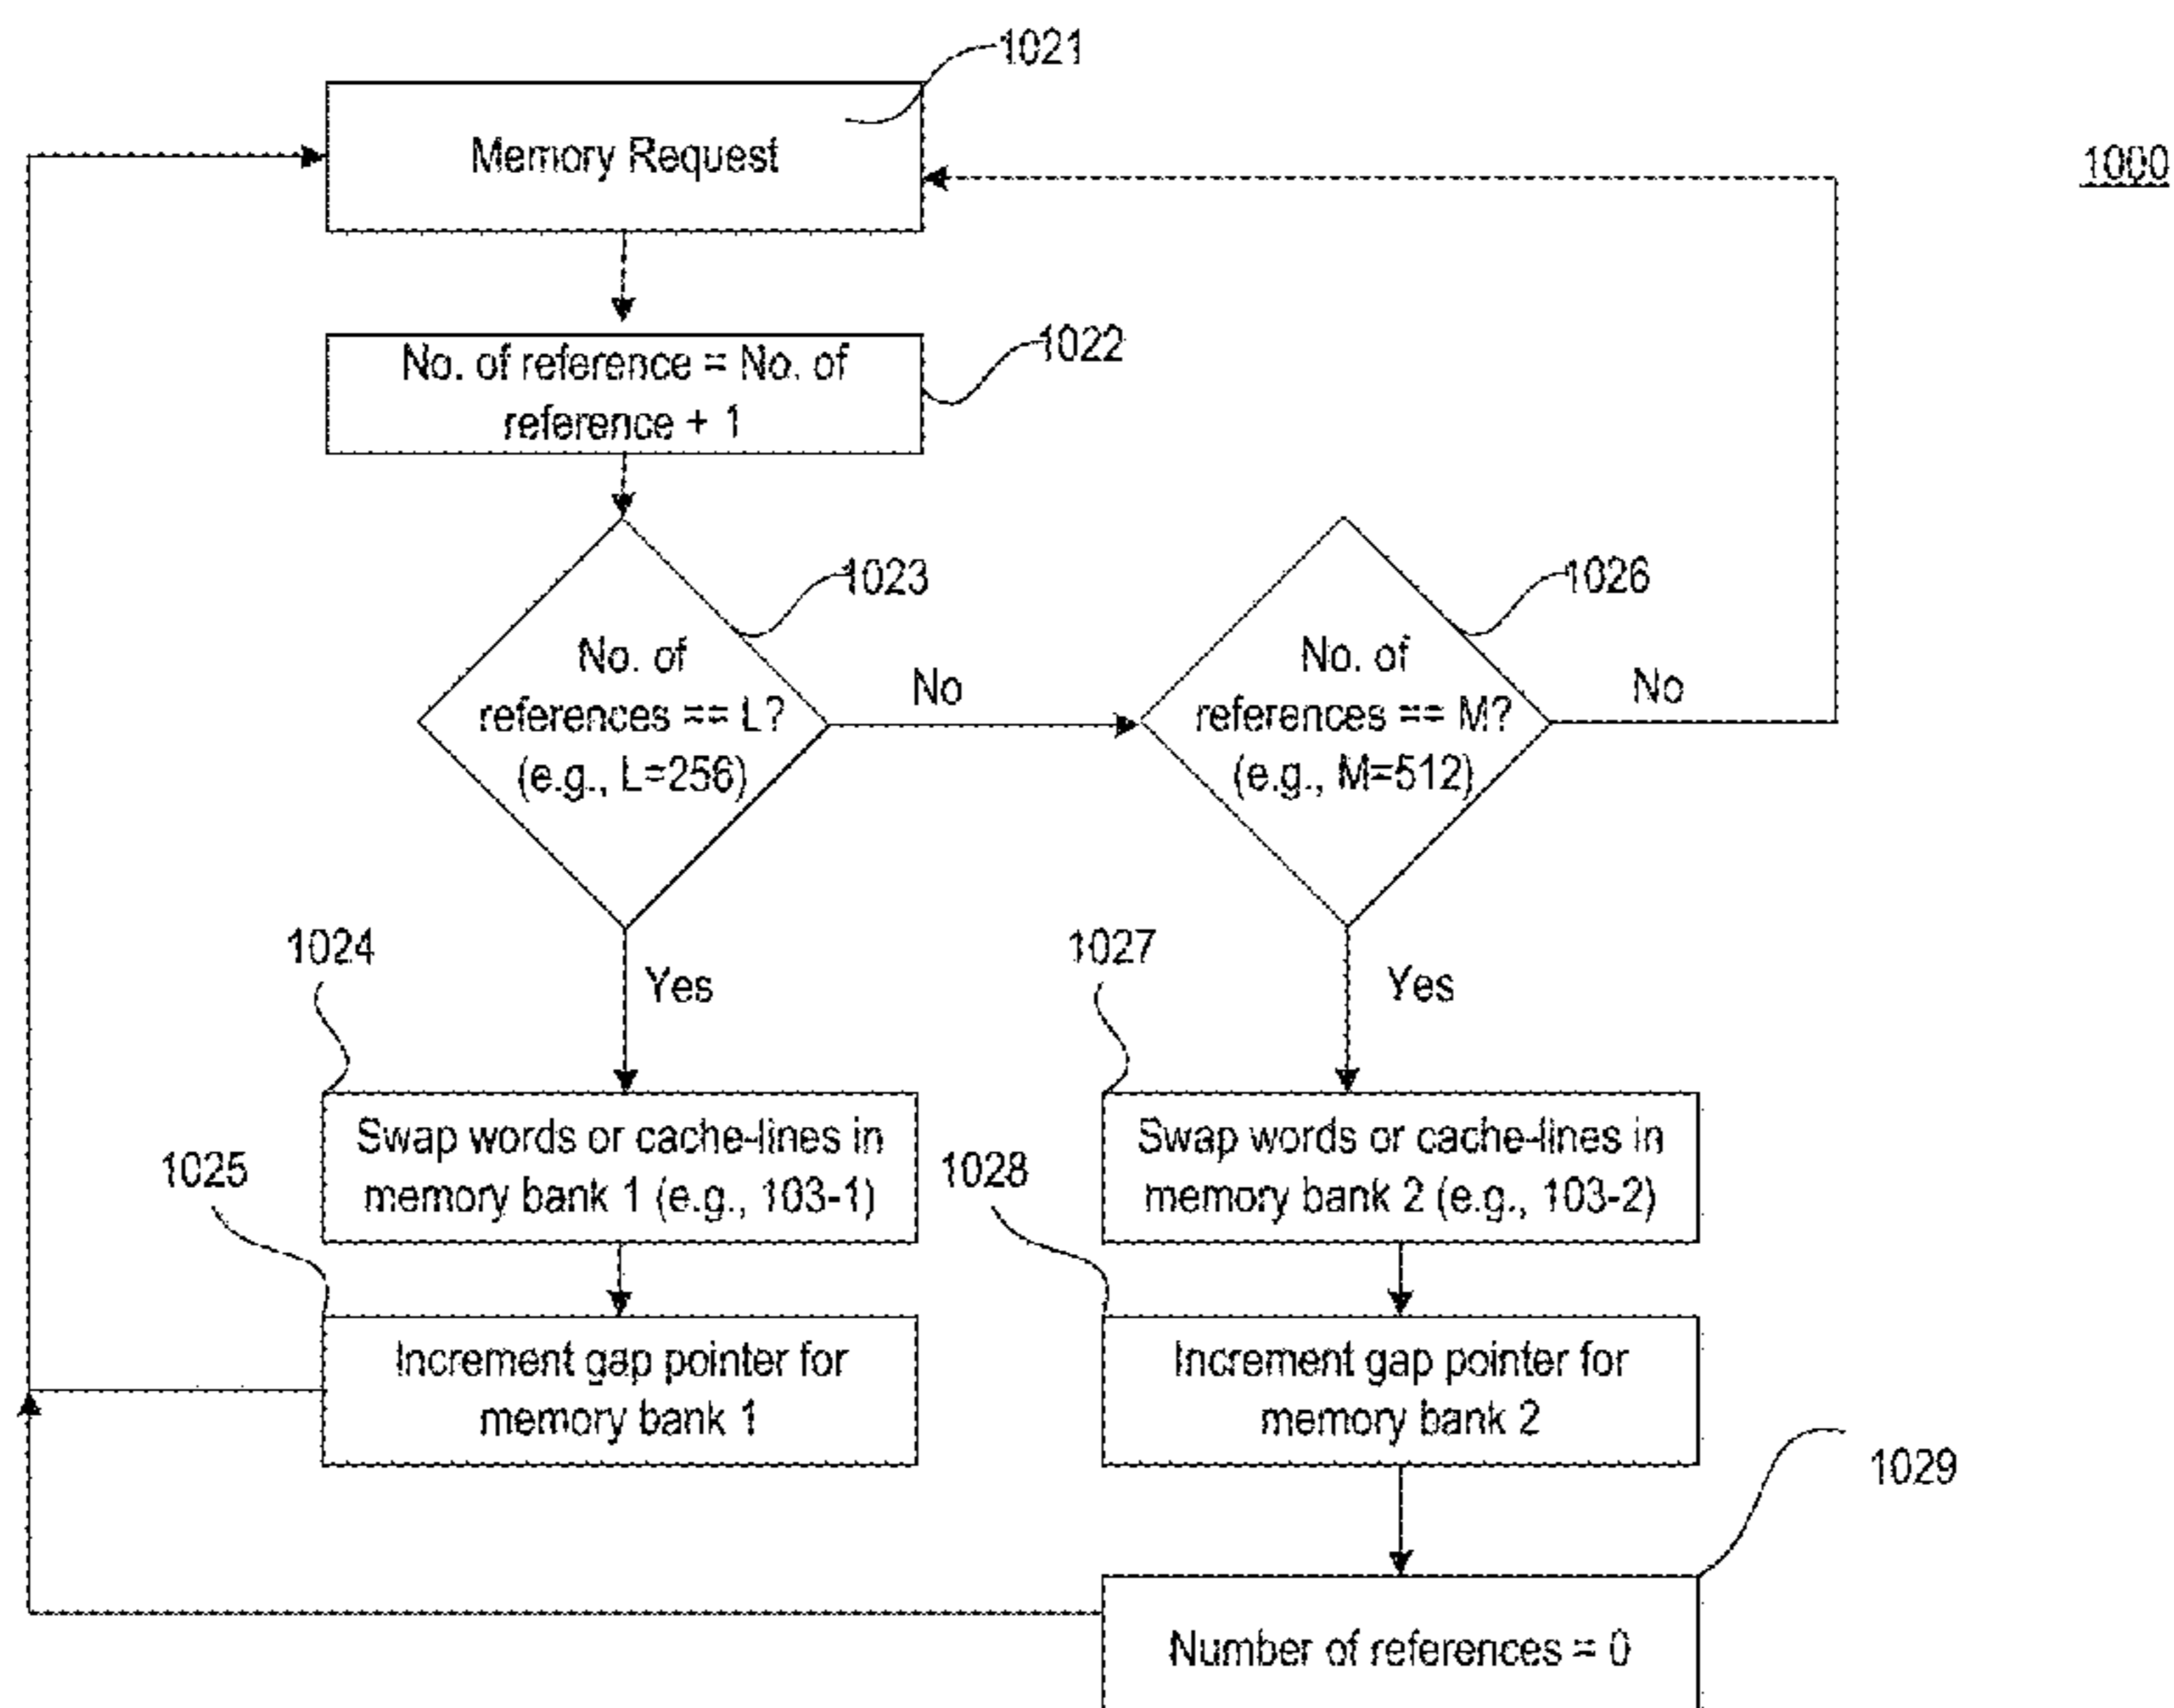 1021
Memory Request
1000
No. of reference = No. of
reference + 1
1022
1023
No. of
references == L?
(e.g., L=256)
No
1026
No. of
references == M?
(e.g., M=512)
No
1024
Yes
1027
Yes
Swap words or cache-lines in
memory bank 1 (e.g., 103-1)
Swap words or cache-lines in
memory bank 2 (e.g., 103-2)
1025
1028
Increment gap pointer for
memory bank 1
Increment gap pointer for
memory bank 2
1029
Number of references = 0